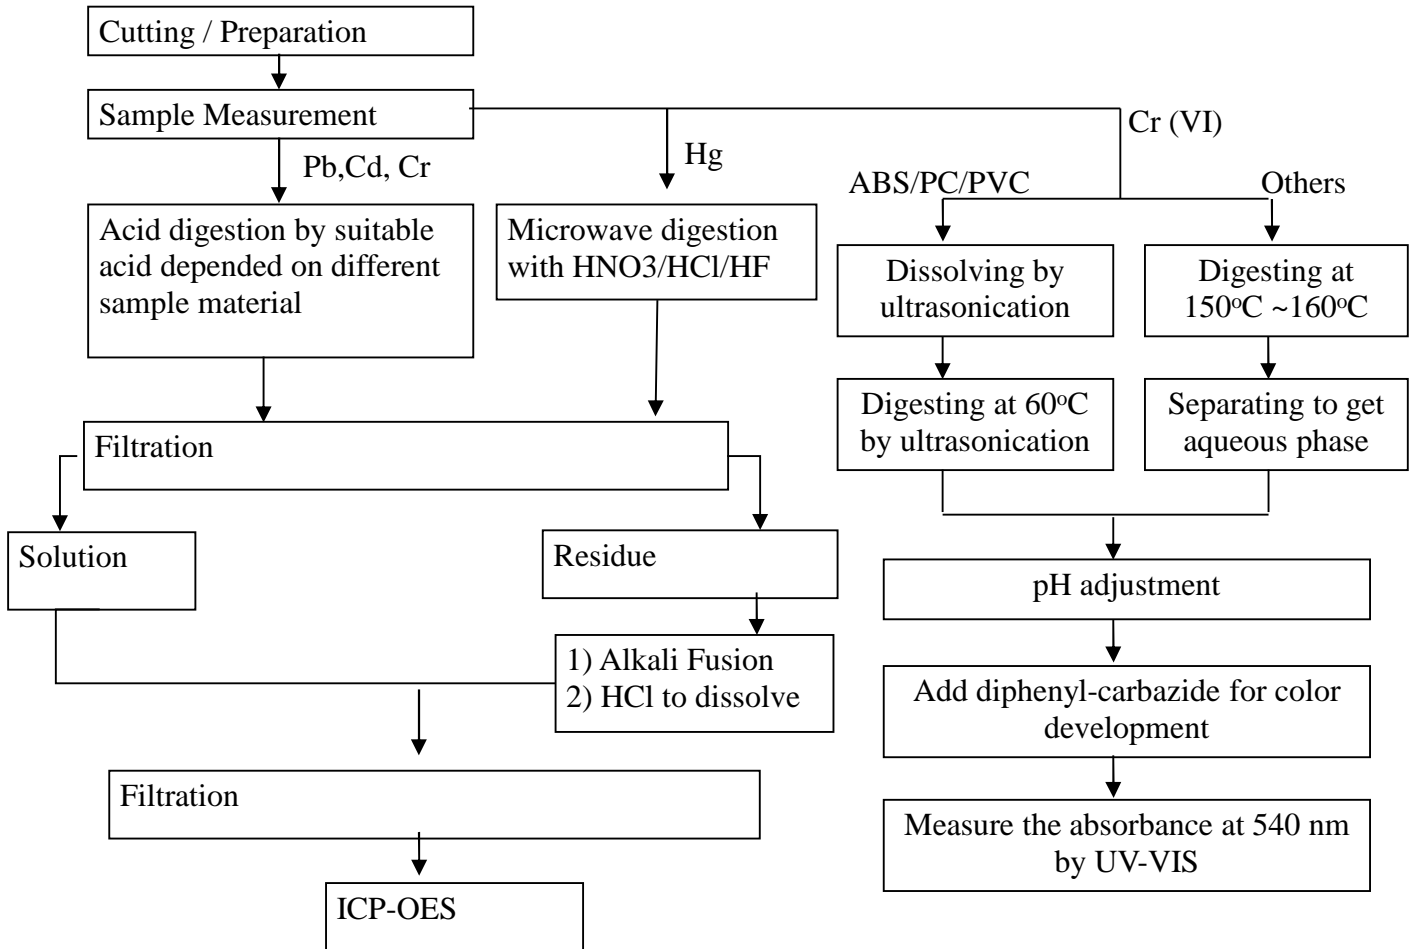 Cutting / Preparation
Sample Measurement
Pb,Cd, Cr
Hg
Cr (VI)
ABS/PC/PVC
Others
Acid digestion by suitable
acid depended on different
sample material
Microwave digestion
with HNO3/HCl/HF
Dissolving by
ultrasonication
Digesting at
150ºC ~160ºC
Digesting at 60ºC
by ultrasonication
Separating to get
aqueous phase
Filtration
Solution
Residue
1) Alkali Fusion
2) HCl to dissolve
Filtration
ICP-OES
pH adjustment
Add diphenyl-carbazide for color
development
Measure the absorbance at 540 nm
by UV-VIS